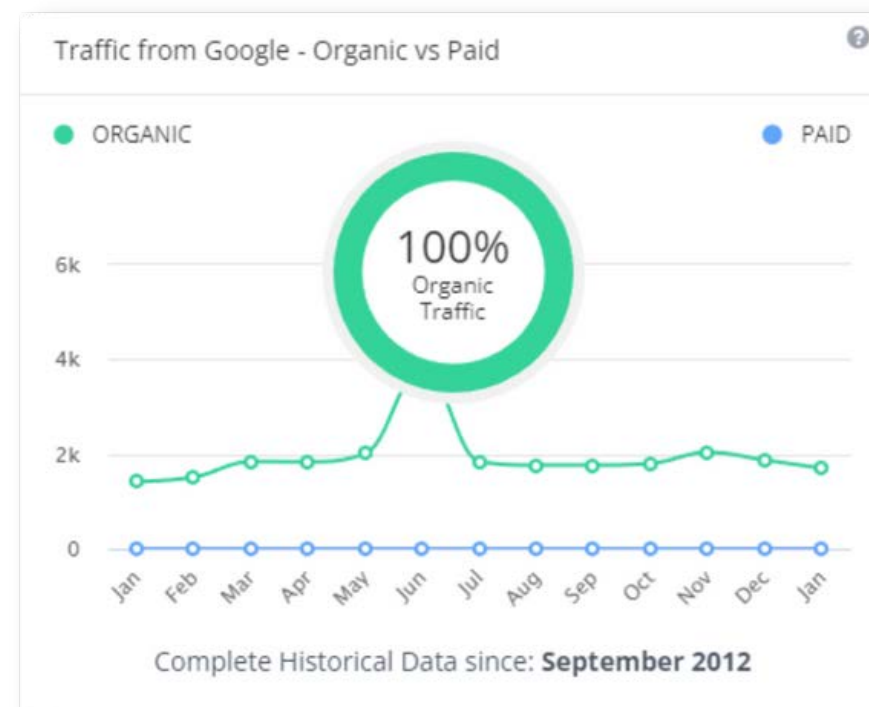 Traffic from Google - Organic vs Paid
?
ORGANIC
PAID
100%
Organic
Traffic
6k
4k
2k
0
Jan Feb Mar Apr May Jun Jul Aug Sep Oct Nov Dec Jan
Complete Historical Data since: September 2012